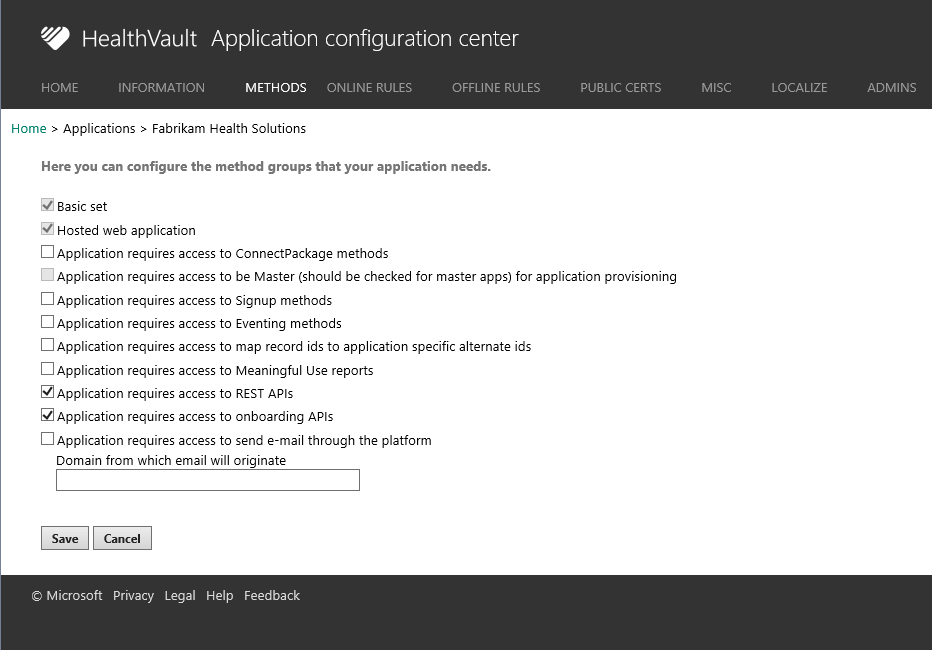 HealthVault Application configuration center
HOME INFORMATION METHODS ONLINE RULES OFFLINE RULES PUBLIC CERTS MISC LOCALIZE ADMINS
Home > Applications > Fabrikam Health Solutions
Here you can configure the method groups that your application needs.
Basic set
Hosted web application
Application requires access to ConnectPackage methods
Application requires access to be Master (should be checked for master apps) for application provisioning
Application requires access to Signup methods
Application requires access to Eventing methods
Application requires access to map record ids to application specific alternate ids
Application requires access to Meaningful Use reports
Application requires access to REST APIs
Application requires access to onboarding APIs
Application requires access to send e-mail through the platform
Domain from which email will originate
Save Cancel
© Microsoft Privacy Legal Help Feedback